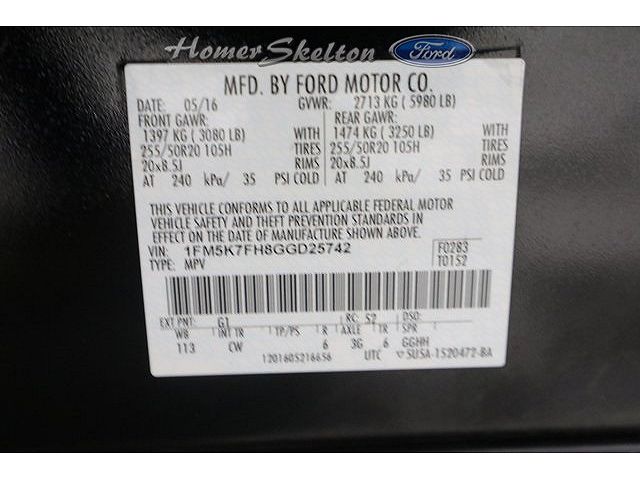 Homer Skelton Ford
MFD. BY FORD MOTOR CO.
DATE: 05/16 GVWR: 2713 KG ( 5980 LB)
FRONT GAWR: REAR GAWR:
1397 KG ( 3080 LB) WITH 1474 KG ( 3250 LB) WITH
255/50R20 105H TIRES 255/50R20 105H TIRES
20x8.5J RIMS 20x8.5J RIMS
AT 240 kPa/ 35 PSI COLD AT 240 kPa/ 35 PSI COLD
THIS VEHICLE CONFORMS TO ALL APPLICABLE FEDERAL MOTOR
VEHICLE SAFETY AND THEFT PREVENTION STANDARDS IN
EFFECT ON THE DATE OF MANUFACTURE SHOWN ABOVE.
VIN: 1FM5K7FH8GGD25742 F0283
TYPE: MPV T0152
EXT PNT: G1 RC: 52 DSO:
WB INT TR TP/PS R AXLE TR SPR
113 CW 6 3G 6 GGHH
1201605216656 UTC SU5A-1520472-BA